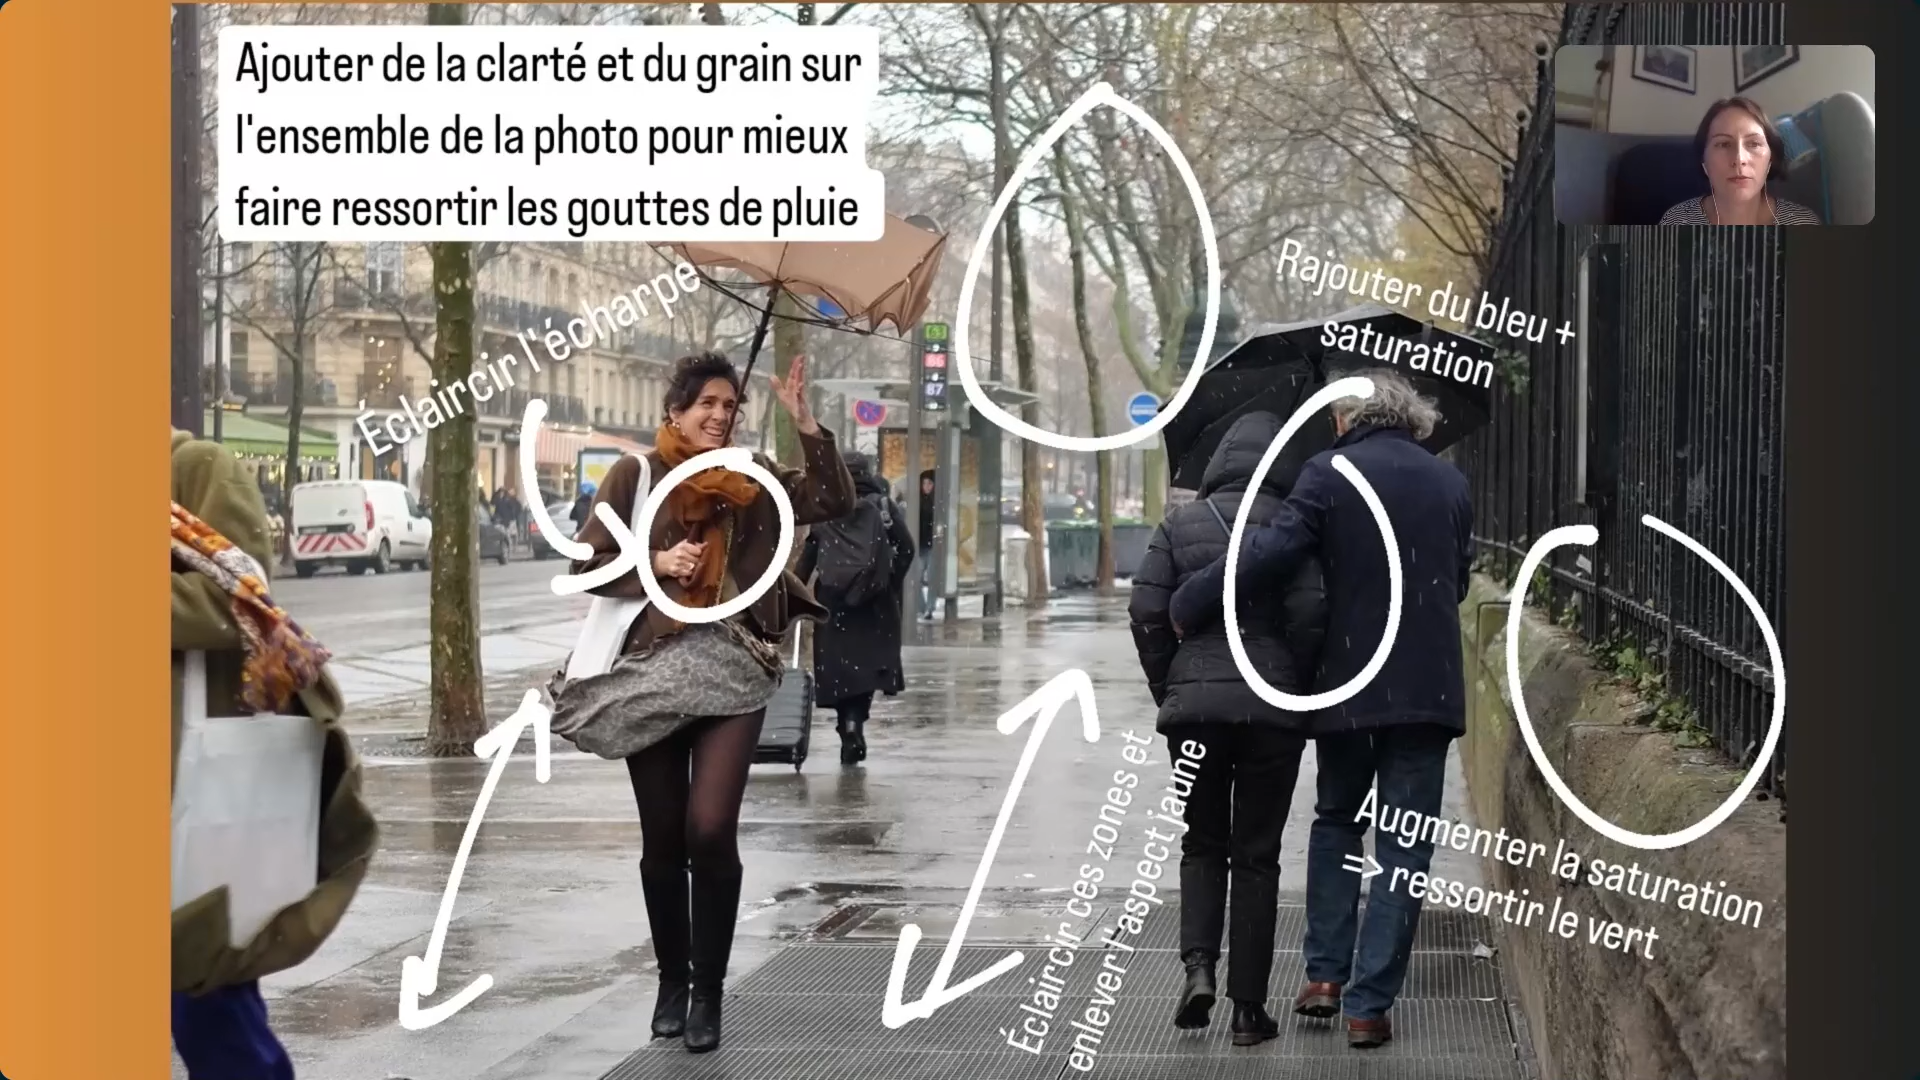 Ajouter de la clarté et du grain sur
l'ensemble de la photo pour mieux
faire ressortir les gouttes de pluie
Éclaircir l'écharpe
Rajouter du bleu +
saturation
86
87
Éclaircir ces zones et
enlever l'aspect jaune
Augmenter la saturation
=> ressortir le vert